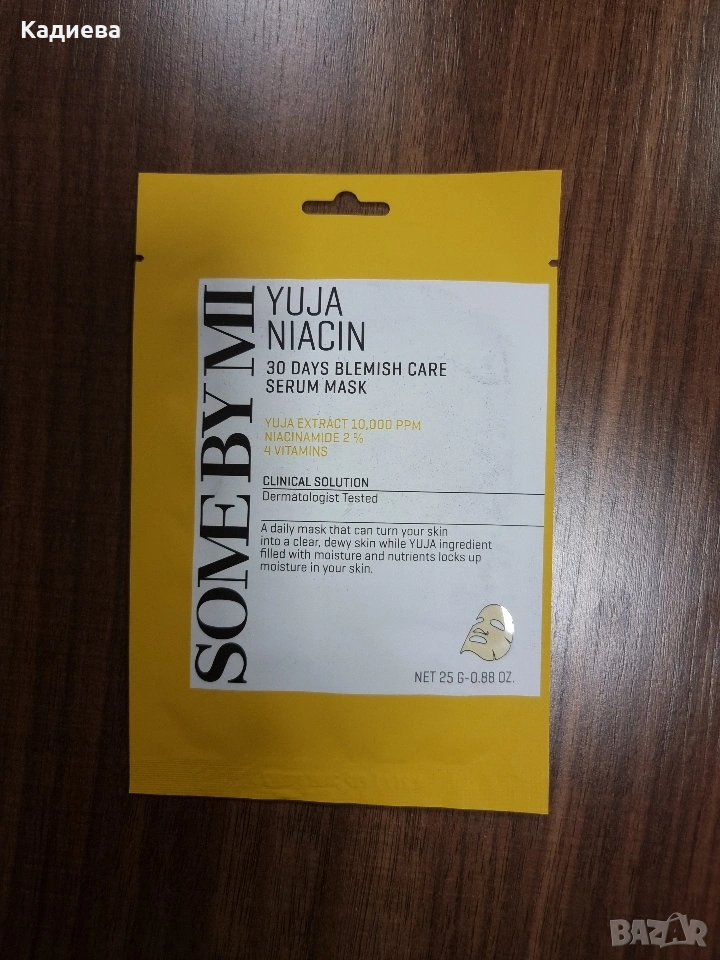 Кадиева
SOME BY MI
YUJA
NIACIN
30 DAYS BLEMISH CARE
SERUM MASK
YUJA EXTRACT 10,000 PPM
NIACINAMIDE 2 %
4 VITAMINS
CLINICAL SOLUTION
Dermatologist Tested
A daily mask that can turn your skin
into a clear, dewy skin while YUJA ingredient
filled with moisture and nutrients locks up
moisture in your skin.
NET 25 G-0.88 OZ.
BAZAR